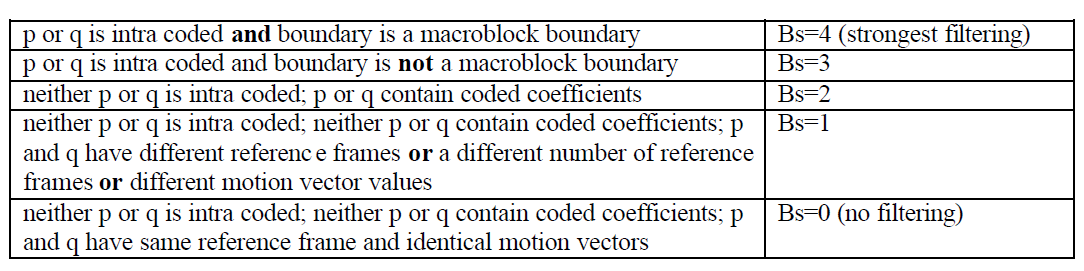 p or q is intra coded and boundary is a macroblock boundary
Bs=4 (strongest filtering)
p or q is intra coded and boundary is not a macroblock boundary
Bs=3
neither p or q is intra coded; p or q contain coded coefficients
Bs=2
neither p or q is intra coded; neither p or q contain coded coefficients; p
and q have different referenc e frames or a different number of reference
frames or different motion vector values
Bs=1
neither p or q is intra coded; neither p or q contain coded coefficients; p
and q have same reference frame and identical motion vectors
Bs=0 (no filtering)